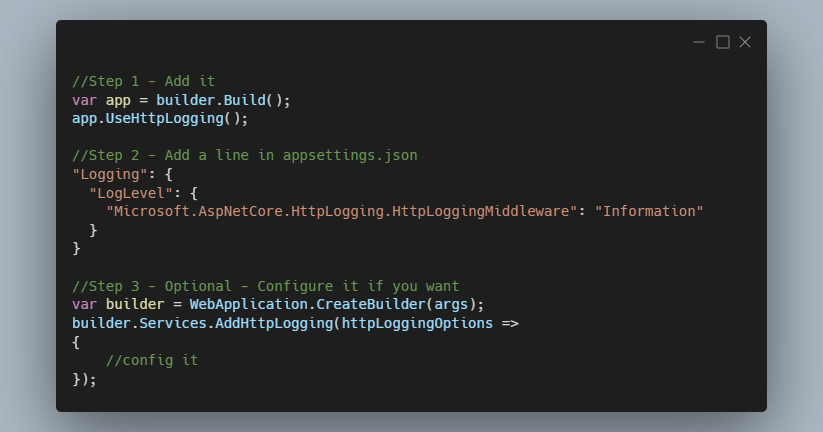 //Step 1 - Add it
var app = builder.Build();
app.UseHttpLogging();

//Step 2 - Add a line in appsettings.json
"Logging": {
  "LogLevel": {
    "Microsoft.AspNetCore.HttpLogging.HttpLoggingMiddleware": "Information"
  }
}

//Step 3 - Optional - Configure it if you want
var builder = WebApplication.CreateBuilder(args);
builder.Services.AddHttpLogging(httpLoggingOptions =>
{
    //config it
});